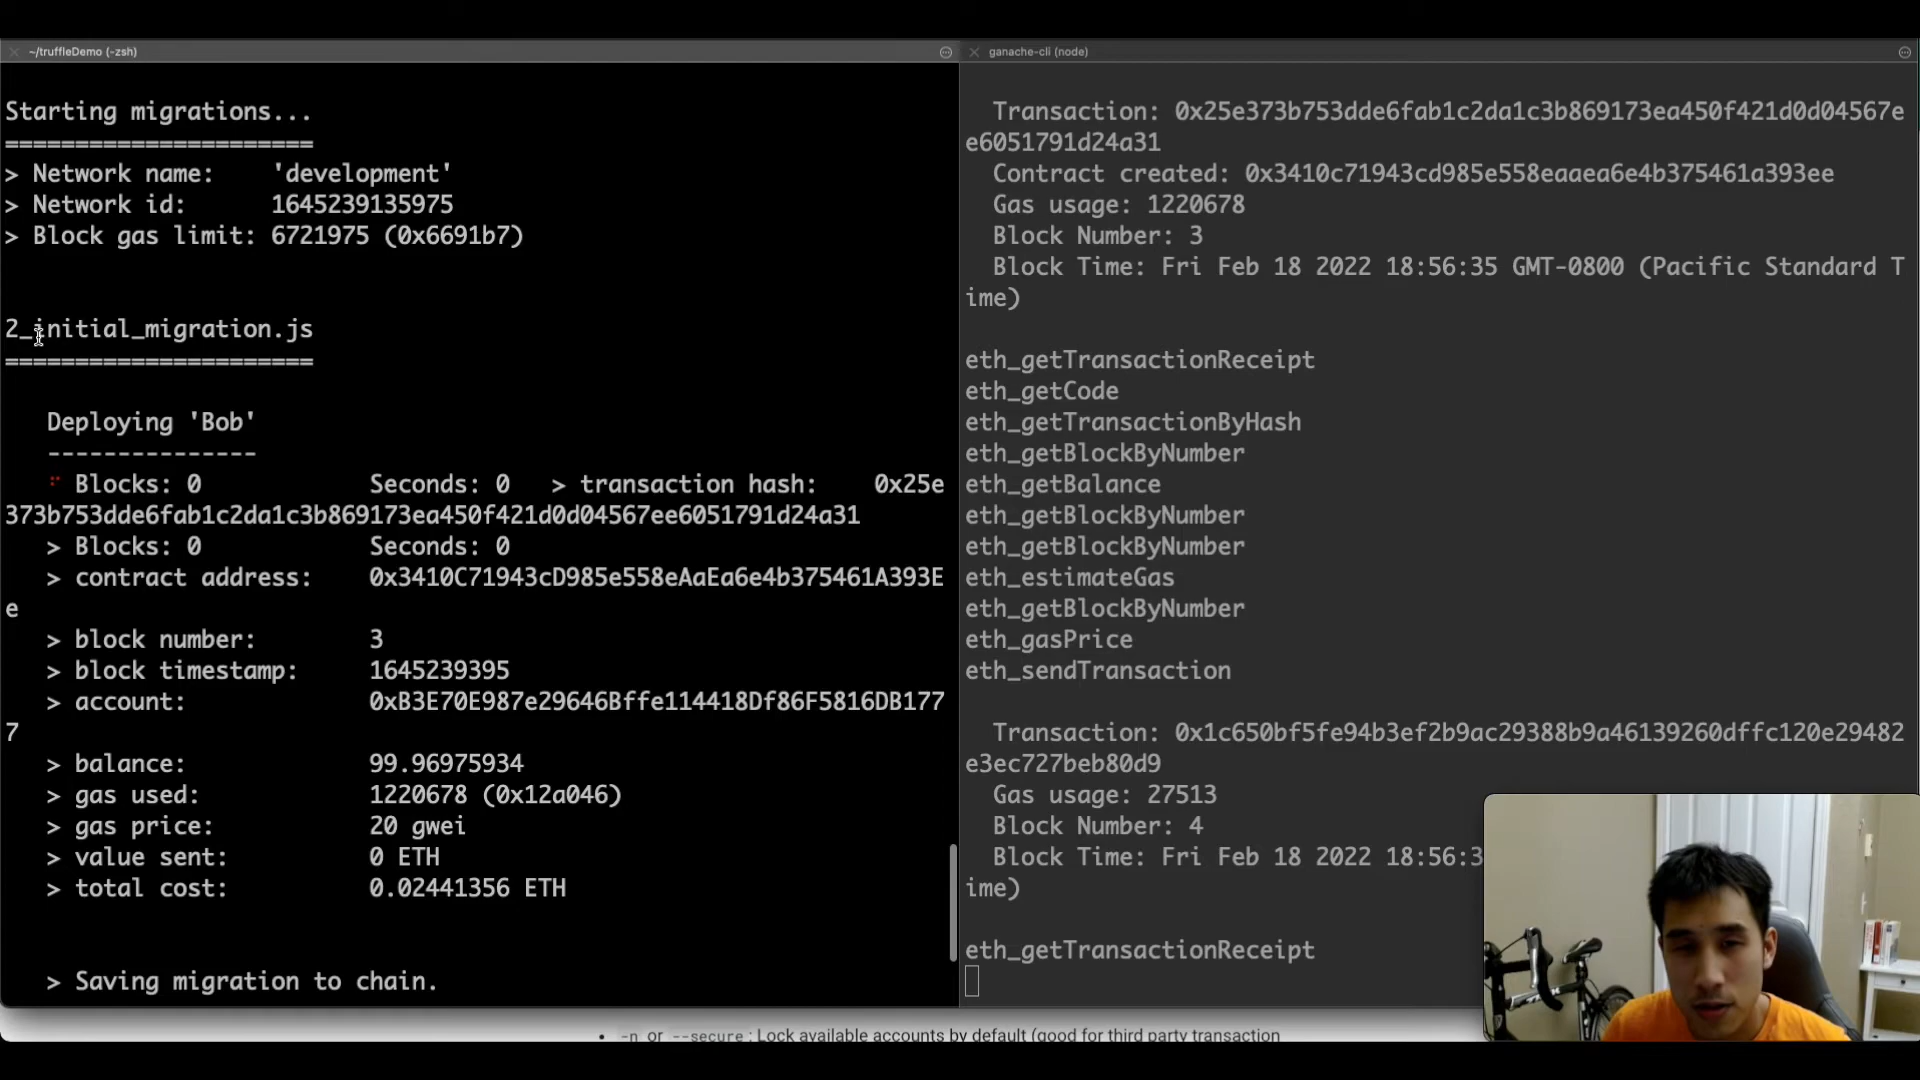 ~/truffleDemo (-zsh)
Starting migrations...
======================
> Network name:    'development'
> Network id:      1645239135975
> Block gas limit: 6721975 (0x6691b7)
2_initial_migration.js
======================
Deploying 'Bob'
---------------
Blocks: 0            Seconds: 0   > transaction hash:    0x25e
373b753dde6fab1c2da1c3b869173ea450f421d0d04567ee6051791d24a31
> Blocks: 0            Seconds: 0
> contract address:    0x3410C71943cD985e558eAaEa6e4b375461A393E
e
> block number:        3
> block timestamp:     1645239395
> account:             0xB3E70E987e29646Bffe114418Df86F5816DB177
7
> balance:             99.96975934
> gas used:            1220678 (0x12a046)
> gas price:           20 gwei
> value sent:          0 ETH
> total cost:          0.02441356 ETH
> Saving migration to chain.
ganache-cli (node)
Transaction: 0x25e373b753dde6fab1c2da1c3b869173ea450f421d0d04567e
e6051791d24a31
Contract created: 0x3410c71943cd985e558eaaea6e4b375461a393ee
Gas usage: 1220678
Block Number: 3
Block Time: Fri Feb 18 2022 18:56:35 GMT-0800 (Pacific Standard T
ime)
eth_getTransactionReceipt
eth_getCode
eth_getTransactionByHash
eth_getBlockByNumber
eth_getBalance
eth_getBlockByNumber
eth_getBlockByNumber
eth_estimateGas
eth_getBlockByNumber
eth_gasPrice
eth_sendTransaction
Transaction: 0x1c650bf5fe94b3ef2b9ac29388b9a46139260dffc120e29482
e3ec727beb80d9
Gas usage: 27513
Block Number: 4
Block Time: Fri Feb 18 2022 18:56:3
ime)
eth_getTransactionReceipt
• -n or --secure: Lock available accounts by default (good for third party transaction